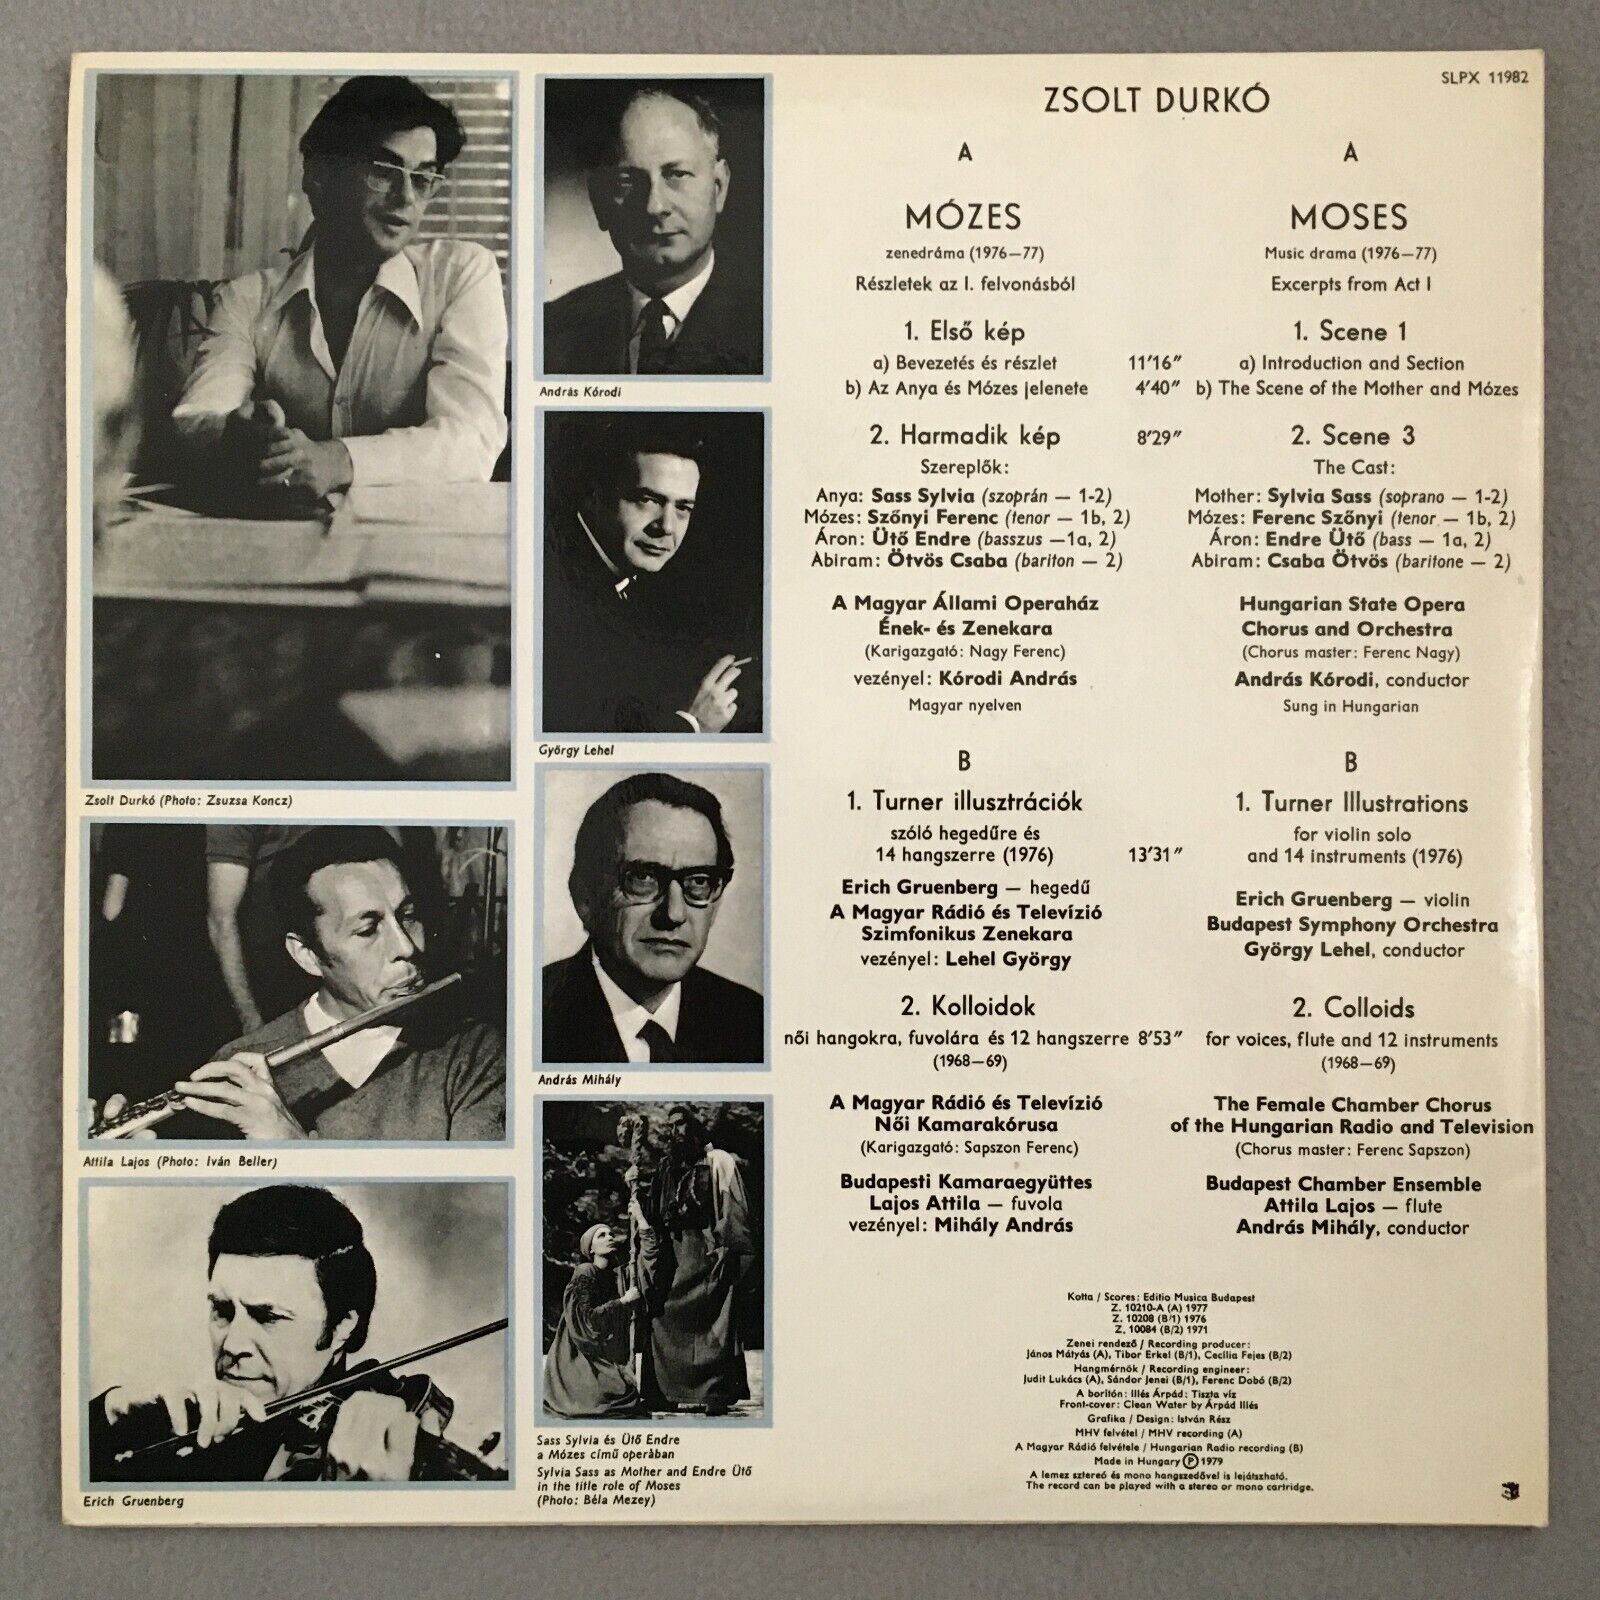 SLPX 11982
ZSOLT DURKÓ
A
MÓZES
zenedráma (1976—77)
Részletek az I. felvonásból
1. Első kép
a) Bevezetés és részlet 11'16"
b) Az Anya és Mózes jelenete 4'40"
2. Harmadik kép 8'29"
Szereplők:
Anya: Sass Sylvia (szoprán — 1-2)
Mózes: Szőnyi Ferenc (tenor — 1b, 2)
Áron: Ütő Endre (basszus —1a, 2)
Abiram: Ötvös Csaba (bariton — 2)
A Magyar Állami Operaház
Ének- és Zenekara
(Karigazgató: Nagy Ferenc)
vezényel: Kórodi András
Magyar nyelven
B
1. Turner illusztrációk
szóló hegedűre és
14 hangszerre (1976) 13'31"
Erich Gruenberg — hegedű
A Magyar Rádió és Televízió
Szimfonikus Zenekara
vezényel: Lehel György
2. Kolloidok
női hangokra, fuvolára és 12 hangszerre 8'53"
(1968—69)
A Magyar Rádió és Televízió
Női Kamarakórusa
(Karigazgató: Sapszon Ferenc)
Budapesti Kamaraegyüttes
Lajos Attila — fuvola
vezényel: Mihály András
A
MOSES
Music drama (1976—77)
Excerpts from Act I
1. Scene 1
a) Introduction and Section
b) The Scene of the Mother and Mózes
2. Scene 3
The Cast:
Mother: Sylvia Sass (soprano — 1-2)
Mózes: Ferenc Szőnyi (tenor — 1b, 2)
Áron: Endre Ütő (bass — 1a, 2)
Abiram: Csaba Ötvös (baritone — 2)
Hungarian State Opera
Chorus and Orchestra
(Chorus master: Ferenc Nagy)
András Kórodi, conductor
Sung in Hungarian
B
1. Turner Illustrations
for violin solo
and 14 instruments (1976)
Erich Gruenberg — violin
Budapest Symphony Orchestra
György Lehel, conductor
2. Colloids
for voices, flute and 12 instruments
(1968—69)
The Female Chamber Chorus
of the Hungarian Radio and Television
(Chorus master: Ferenc Sapszon)
Budapest Chamber Ensemble
Attila Lajos — flute
András Mihály, conductor
Kotta / Scores: Editio Musica Budapest
Z. 10210-A (A) 1977
Z. 10208 (B/1) 1976
Z. 10084 (B/2) 1971
Zenei rendező / Recording producer:
János Mátyás (A), Tibor Erkel (B/1), Cecília Fejes (B/2)
Hangmérnök / Recording engineer:
Judit Lukács (A), Sándor Jenei (B/1), Ferenc Dobó (B/2)
A borítón: Illés Árpád: Tiszta víz
Front-cover: Clean Water by Árpád Illés
Grafika / Design: István Rész
MHV felvétel / MHV recording (A)
A Magyar Rádió felvétele / Hungarian Radio recording (B)
Made in Hungary Ⓟ 1979
A lemez sztereó és mono hangszedővel is lejátszható.
The record can be played with a stereo or mono cartridge.
Zsolt Durkó (Photo: Zsuzsa Koncz)
Attila Lajos (Photo: Iván Beller)
Erich Gruenberg
András Kórodi
György Lehel
András Mihály
Sass Sylvia és Ütő Endre
a Mózes című operában
Sylvia Sass as Mother and Endre Ütő
in the title role of Moses
(Photo: Béla Mezey)